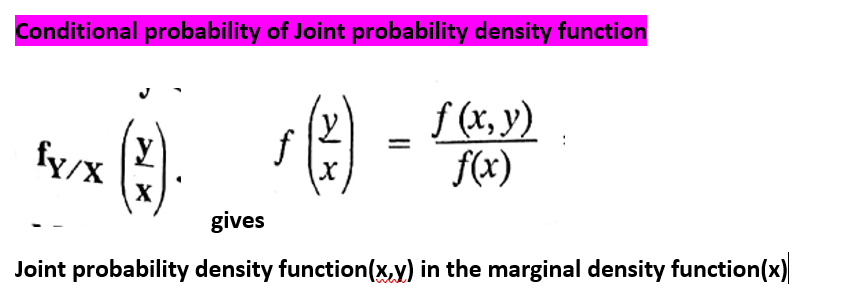 Conditional probability of Joint probability density function
fY/X (y/x). f(y/x) = f(x, y)/f(x)
gives
Joint probability density function(x,y) in the marginal density function(x)